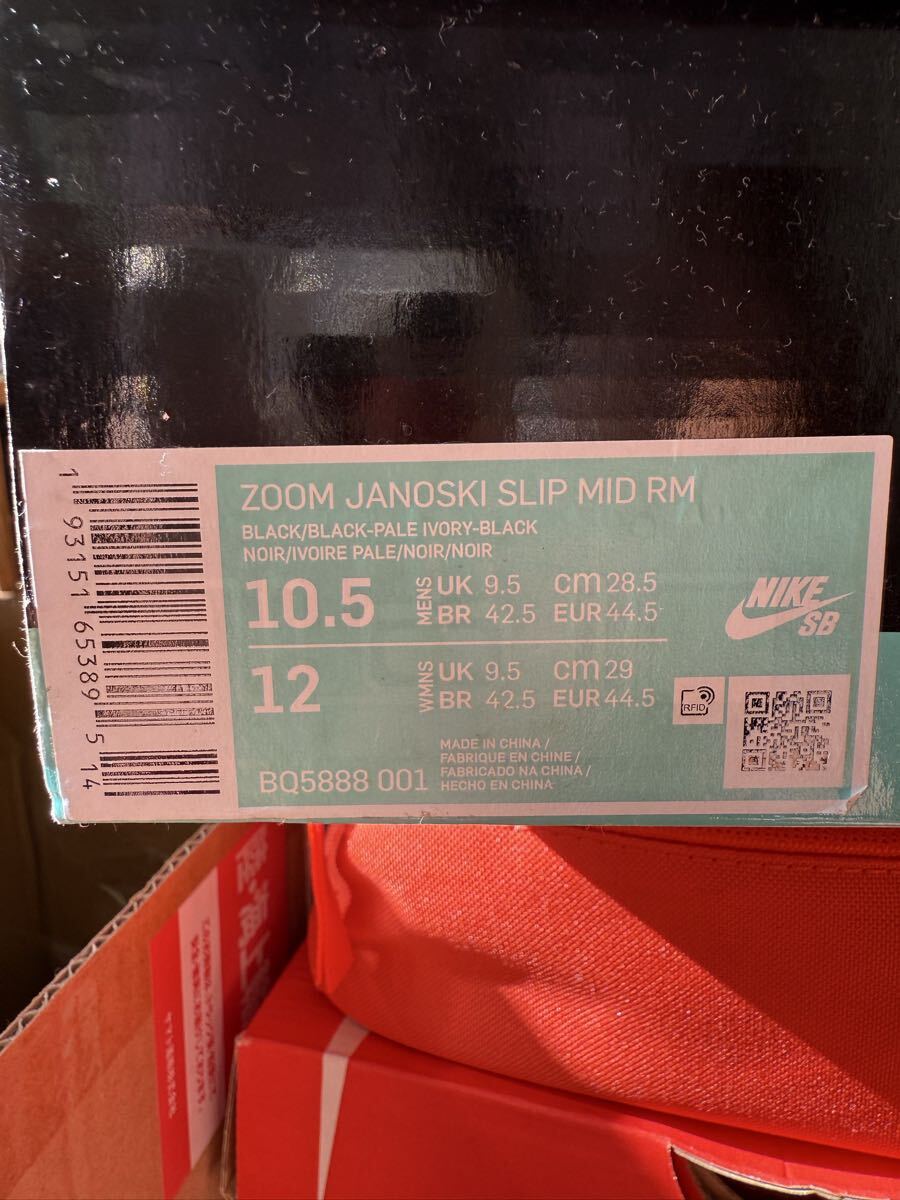 ZOOM JANOSKI SLIP MID RM
BLACK/BLACK-PALE IVORY-BLACK
NOIR/IVOIRE PALE/NOIR/NOIR
10.5 MENS UK 9.5 cm 28.5
BR 42.5 EUR 44.5
12 WMNS UK 9.5 cm 29
BR 42.5 EUR 44.5
NIKE
SB
RFID
BQ5888 001
MADE IN CHINA /
FABRIQUE EN CHINE /
FABRICADO NA CHINA /
HECHO EN CHINA
1 93151 65389 5 14